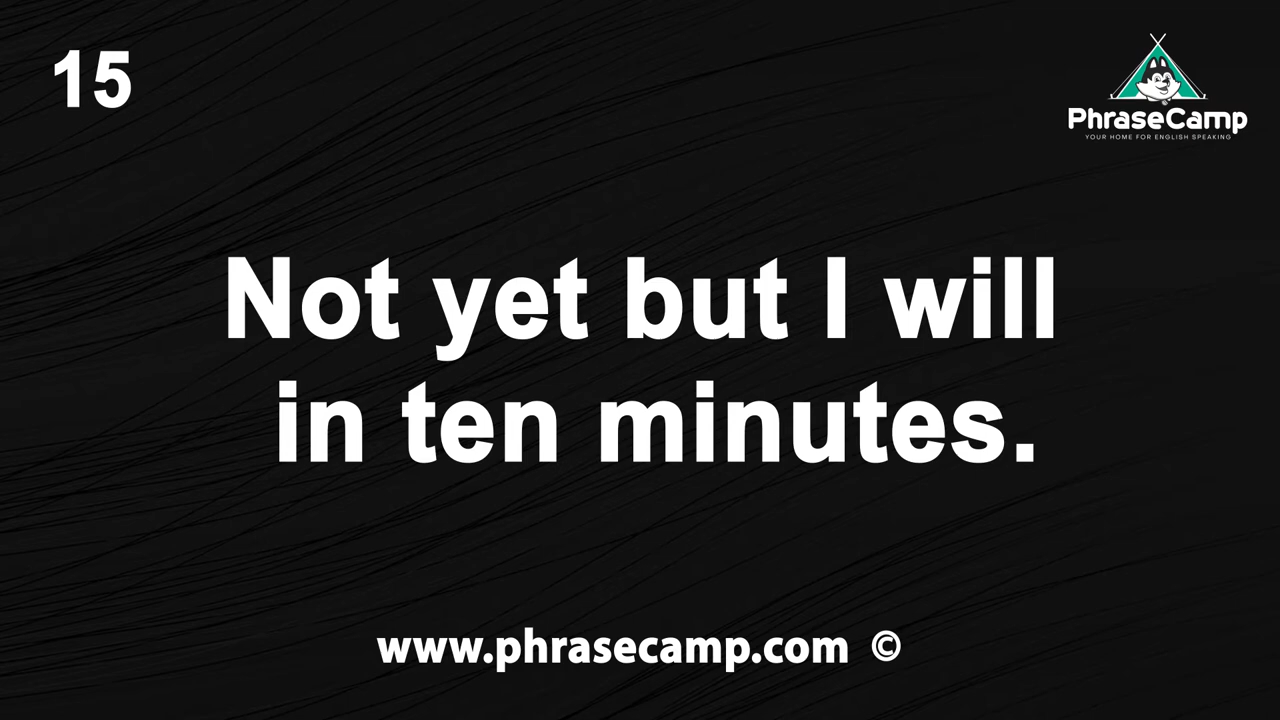 15
PhraseCamp
YOUR HOME FOR ENGLISH SPEAKING
Not yet but I will
in ten minutes.
www.phrasecamp.com ©